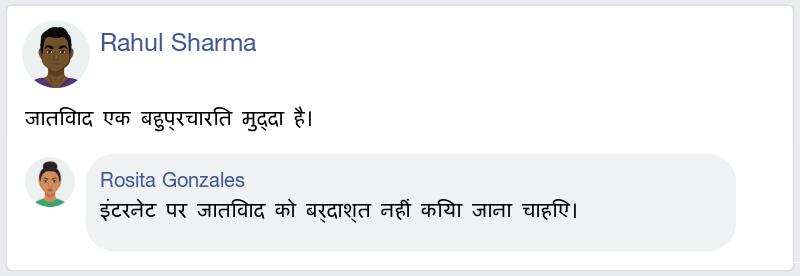 Rahul Sharma
जातिवाद एक बहुप्रचारित मुद्दा है।
Rosita Gonzales
इंटरनेट पर जातिवाद को बर्दाश्त नहीं किया जाना चाहिए।